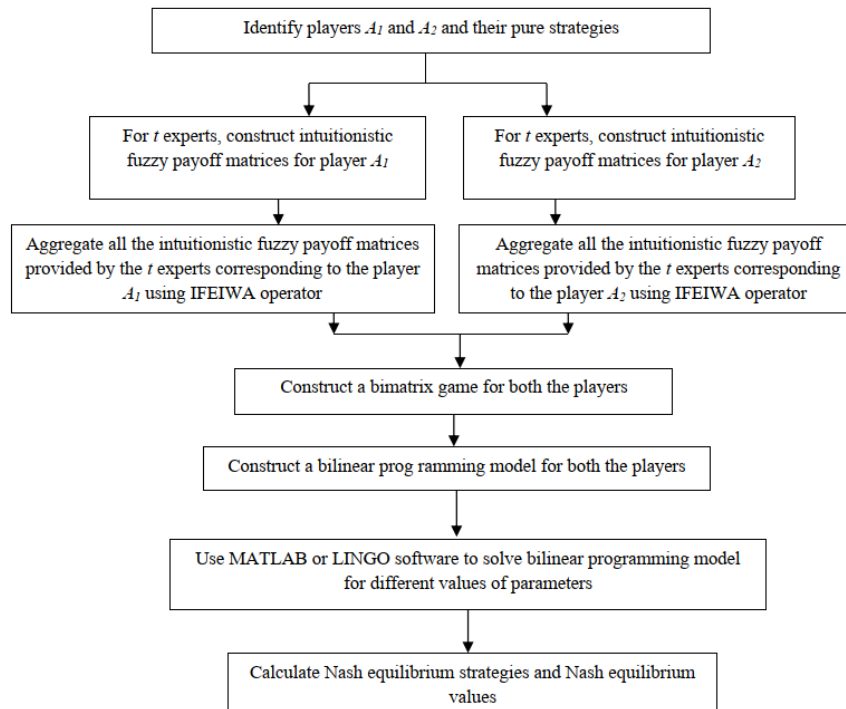 Identify players A1 and A2 and their pure strategies
For t experts, construct intuitionistic
fuzzy payoff matrices for player A1
For t experts, construct intuitionistic
fuzzy payoff matrices for player A2
Aggregate all the intuitionistic fuzzy payoff matrices
provided by the t experts corresponding to the player
A1 using IFEIWA operator
Aggregate all the intuitionistic fuzzy payoff
matrices provided by the t experts corresponding
to the player A2 using IFEIWA operator
Construct a bimatrix game for both the players
Construct a bilinear prog ramming model for both the players
Use MATLAB or LINGO software to solve bilinear programming model
for different values of parameters
Calculate Nash equilibrium strategies and Nash equilibrium
values